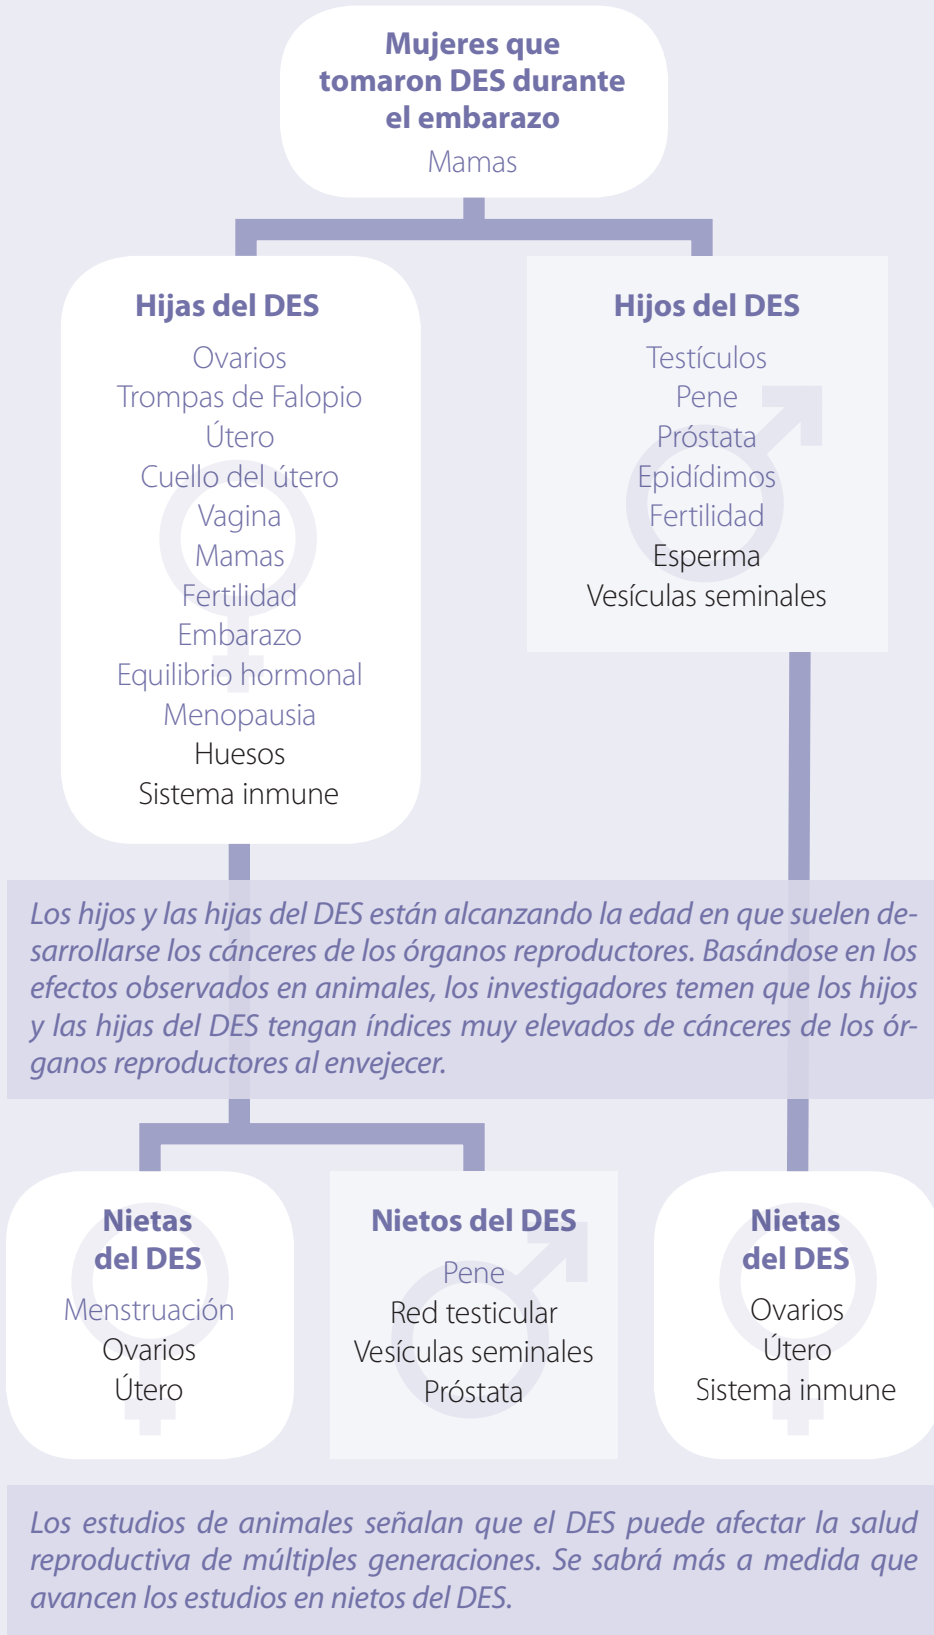 Mujeres que
tomaron DES durante
el embarazo
Mamas
Hijas del DES
Ovarios
Trompas de Falopio
Útero
Cuello del útero
Vagina
Mamas
Fertilidad
Embarazo
Equilibrio hormonal
Menopausia
Huesos
Sistema inmune
Hijos del DES
Testículos
Pene
Próstata
Epidídimos
Fertilidad
Esperma
Vesículas seminales
Los hijos y las hijas del DES están alcanzando la edad en que suelen de-
sarrollarse los cánceres de los órganos reproductores. Basándose en los
efectos observados en animales, los investigadores temen que los hijos
y las hijas del DES tengan índices muy elevados de cánceres de los ór-
ganos reproductores al envejecer.
Nietas
del DES
Menstruación
Ovarios
Útero
Nietos del DES
Pene
Red testicular
Vesículas seminales
Próstata
Nietas
del DES
Ovarios
Útero
Sistema inmune
Los estudios de animales señalan que el DES puede afectar la salud
reproductiva de múltiples generaciones. Se sabrá más a medida que
avancen los estudios en nietos del DES.